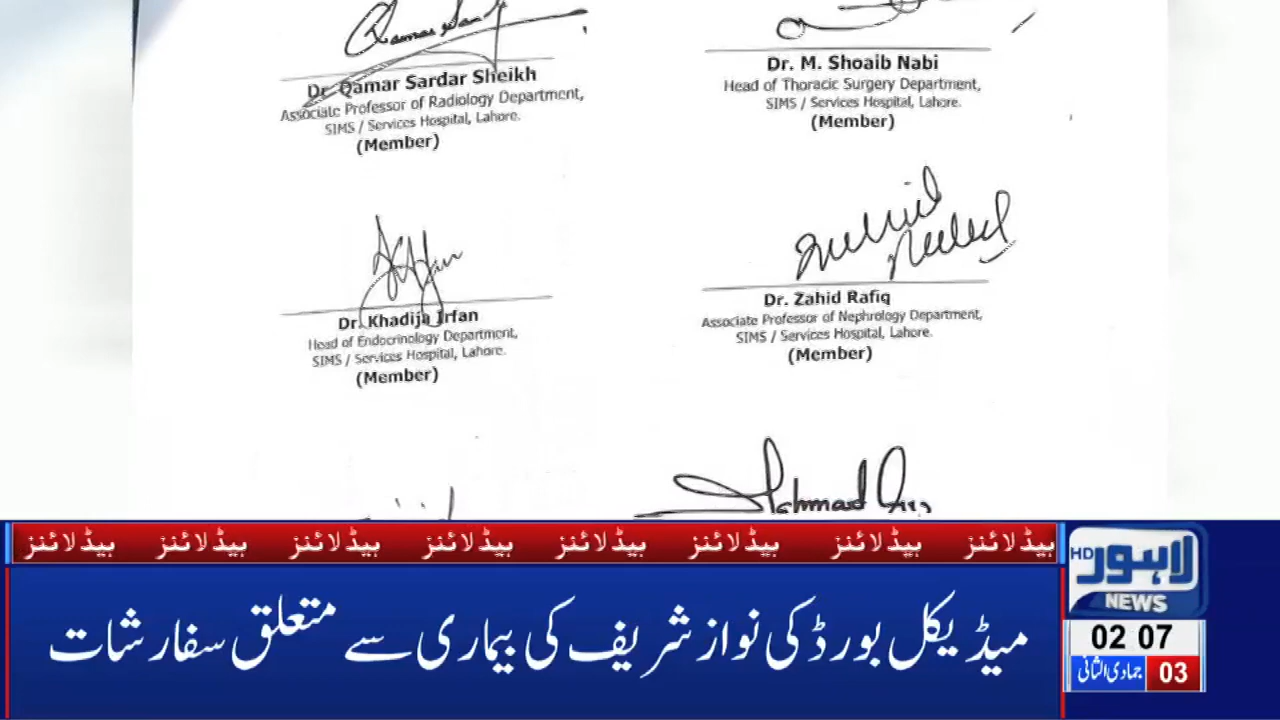 Dr. Qamar Sardar Sheikh
Associate Professor of Radiology Department,
SIMS / Services Hospital, Lahore.
(Member)
Dr. M. Shoaib Nabi
Head of Thoracic Surgery Department,
SIMS / Services Hospital, Lahore.
(Member)
Dr. Khadija Irfan
Head of Endocrinology Department,
SIMS / Services Hospital, Lahore.
(Member)
Dr. Zahid Rafiq
Associate Professor of Nephrology Department,
SIMS / Services Hospital, Lahore.
(Member)
ہیڈلائنز ہیڈلائنز ہیڈلائنز ہیڈلائنز ہیڈلائنز ہیڈلائنز ہیڈلائنز ہیڈلائنز
میڈیکل بورڈ کی نواز شریف کی بیماری سے متعلق سفارشات
لاہور HD
NEWS
02 07
03 جمادی الثانی